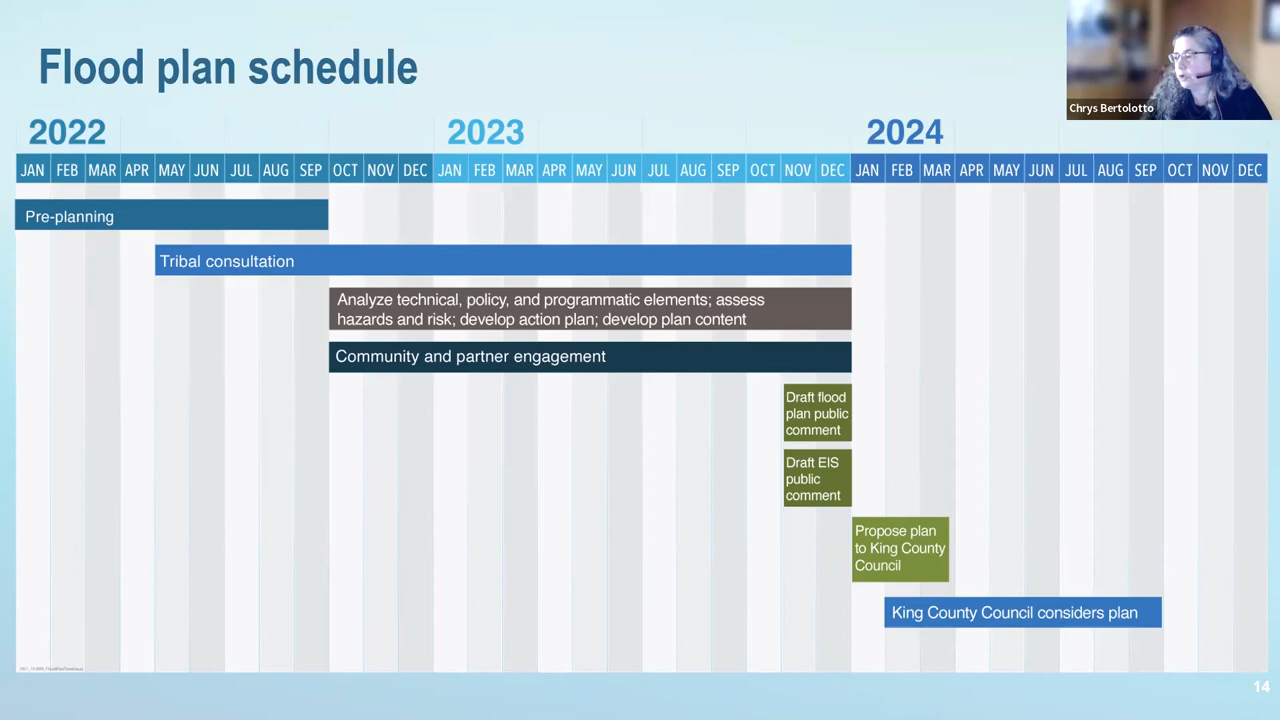 Flood plan schedule
Chrys Bertolotto
2022 2023 2024
JAN FEB MAR APR MAY JUN JUL AUG SEP OCT NOV DEC JAN FEB MAR APR MAY JUN JUL AUG SEP OCT NOV DEC JAN FEB MAR APR MAY JUN JUL AUG SEP OCT NOV DEC
Pre-planning
Tribal consultation
Analyze technical, policy, and programmatic elements; assess
hazards and risk; develop action plan; develop plan content
Community and partner engagement
Draft flood
plan public
comment
Draft EIS
public
comment
Propose plan
to King County
Council
King County Council considers plan
14